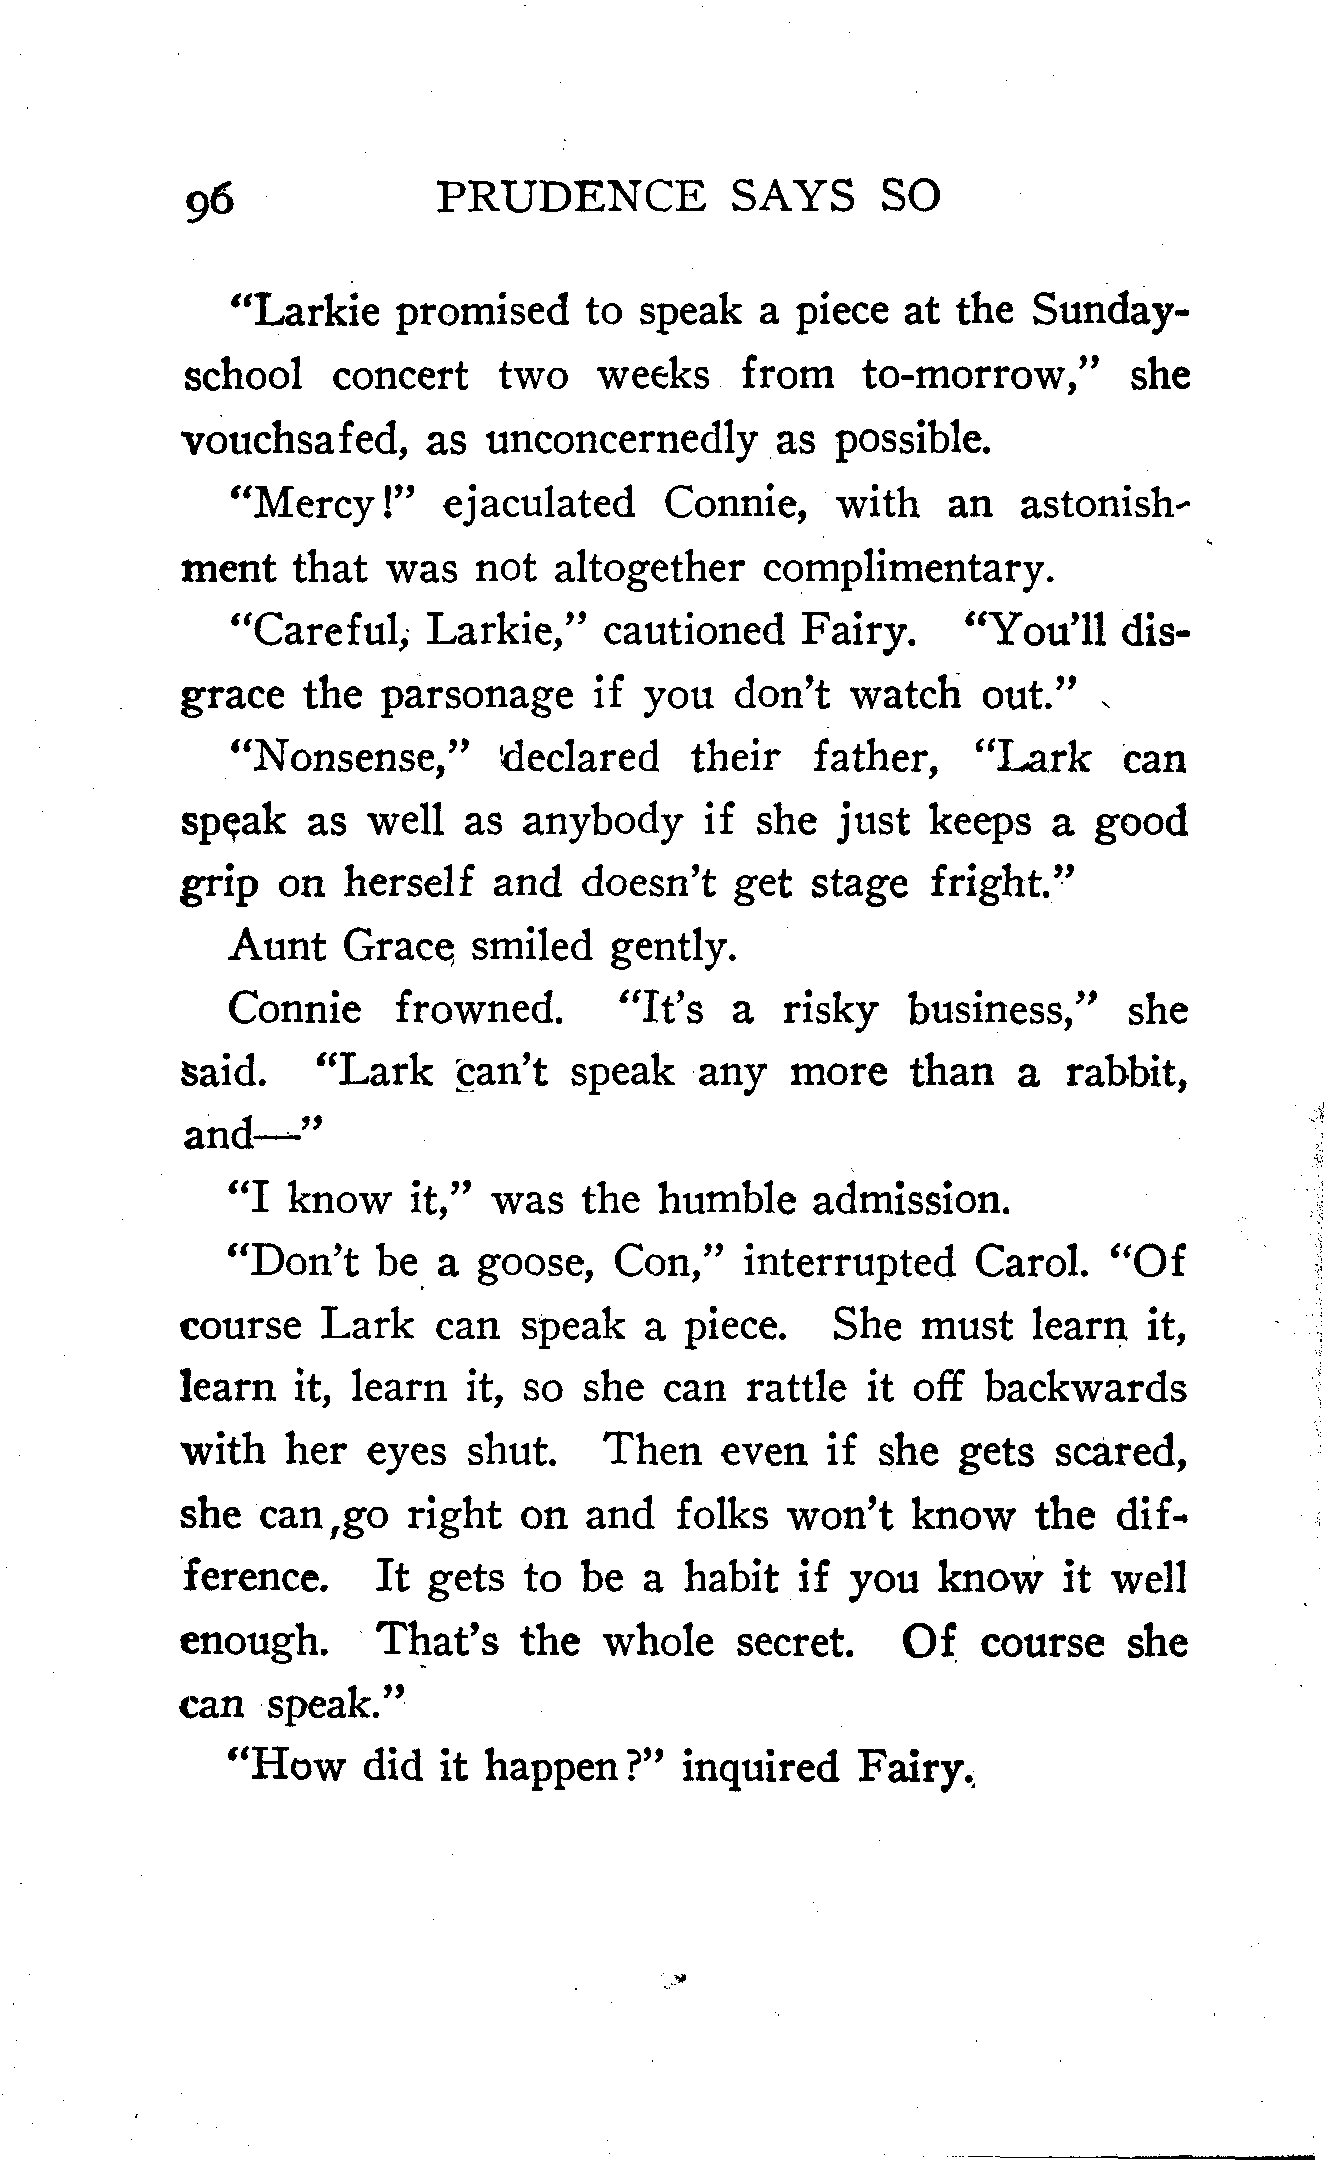 96 PRUDENCE SAYS SO
"Larkie promised to speak a piece at the Sunday-
school concert two weeks from to-morrow," she
vouchsafed, as unconcernedly as possible.
"Mercy!" ejaculated Connie, with an astonish-
ment that was not altogether complimentary.
"Careful, Larkie," cautioned Fairy. "You'll dis-
grace the parsonage if you don't watch out."
"Nonsense," declared their father, "Lark can
speak as well as anybody if she just keeps a good
grip on herself and doesn't get stage fright."
Aunt Grace smiled gently.
Connie frowned. "It's a risky business," she
said. "Lark can't speak any more than a rabbit,
and—"
"I know it," was the humble admission.
"Don't be a goose, Con," interrupted Carol. "Of
course Lark can speak a piece. She must learn it,
learn it, learn it, so she can rattle it off backwards
with her eyes shut. Then even if she gets scared,
she can go right on and folks won't know the dif-
ference. It gets to be a habit if you know it well
enough. That's the whole secret. Of course she
can speak."
"How did it happen?" inquired Fairy.